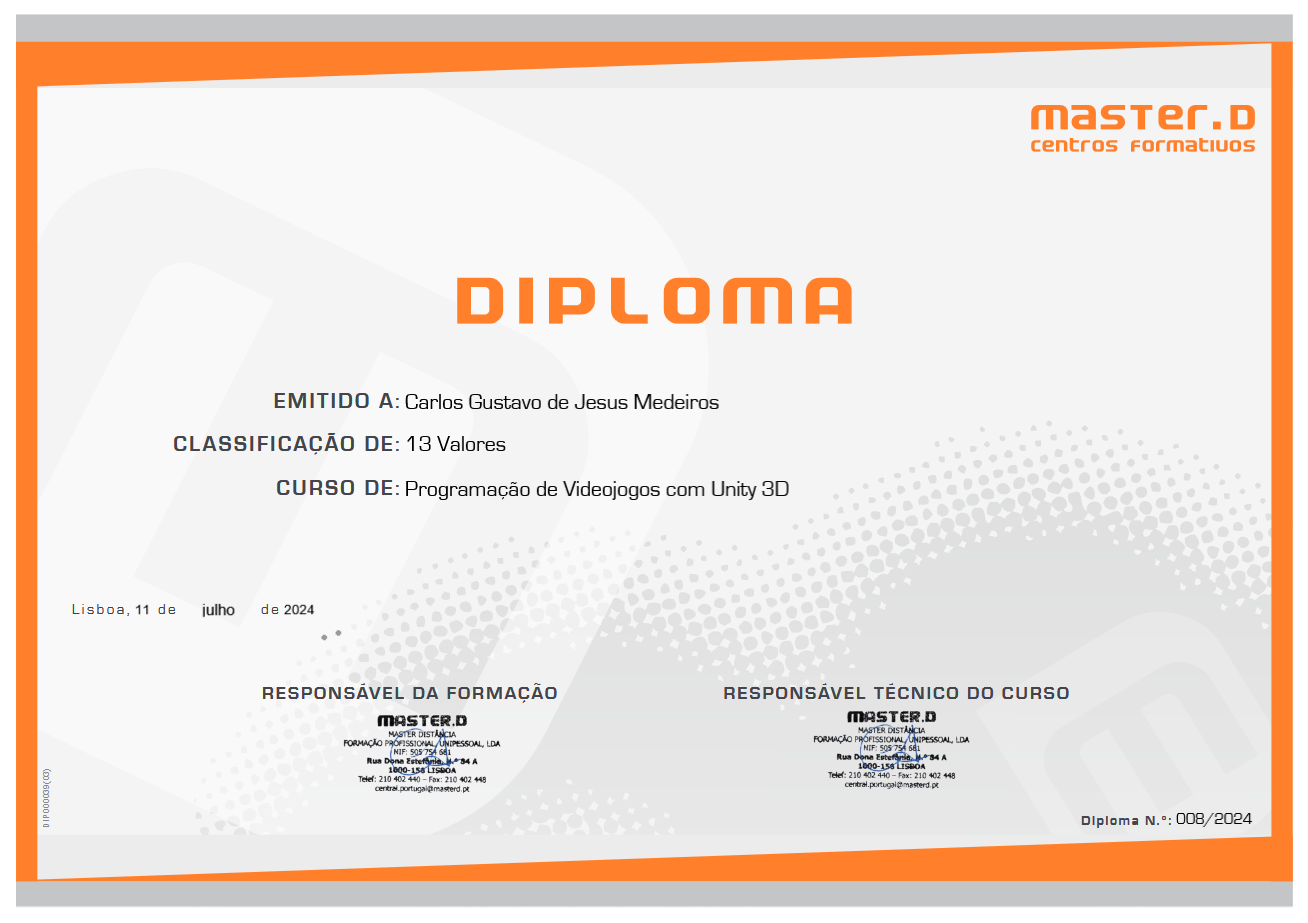 master.D
centros formativos
DIPLOMA
EMITIDO A: Carlos Gustavo de Jesus Medeiros
CLASSIFICAÇÃO DE: 13 Valores
CURSO DE: Programação de Videojogos com Unity 3D
Lisboa, 11 de julho de 2024
RESPONSÁVEL DA FORMAÇÃO
MASTER.D
MASTER DISTÂNCIA
FORMAÇÃO PROFISSIONAL, UNIPESSOAL, LDA
NIF: 505 754 681
Rua Dona Estefânia, N.º 84 A
1000-158 LISBOA
Telef: 210 402 440 – Fax: 210 402 448
central.portugal@masterd.pt
RESPONSÁVEL TÉCNICO DO CURSO
MASTER.D
MASTER DISTÂNCIA
FORMAÇÃO PROFISSIONAL, UNIPESSOAL, LDA
NIF: 505 754 681
Rua Dona Estefânia, N.º 84 A
1000-158 LISBOA
Telef: 210 402 440 – Fax: 210 402 448
central.portugal@masterd.pt
DIP000039(03)
Diploma N.º: 008/2024